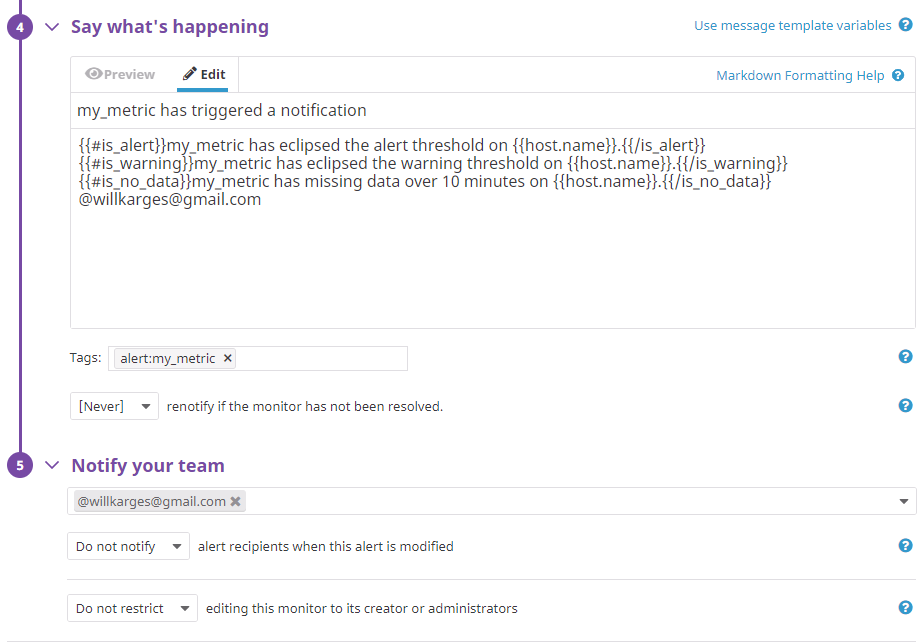 4 Say what's happening Use message template variables ?
Preview Edit Markdown Formatting Help ?
my_metric has triggered a notification
{{#is_alert}}my_metric has eclipsed the alert threshold on {{host.name}}.{{/is_alert}}
{{#is_warning}}my_metric has eclipsed the warning threshold on {{host.name}}.{{/is_warning}}
{{#is_no_data}}my_metric has missing data over 10 minutes on {{host.name}}.{{/is_no_data}}
@willkarges@gmail.com
Tags: alert:my_metric × ?
[Never] renotify if the monitor has not been resolved. ?
5 Notify your team
@willkarges@gmail.com ×
Do not notify alert recipients when this alert is modified ?
Do not restrict editing this monitor to its creator or administrators ?